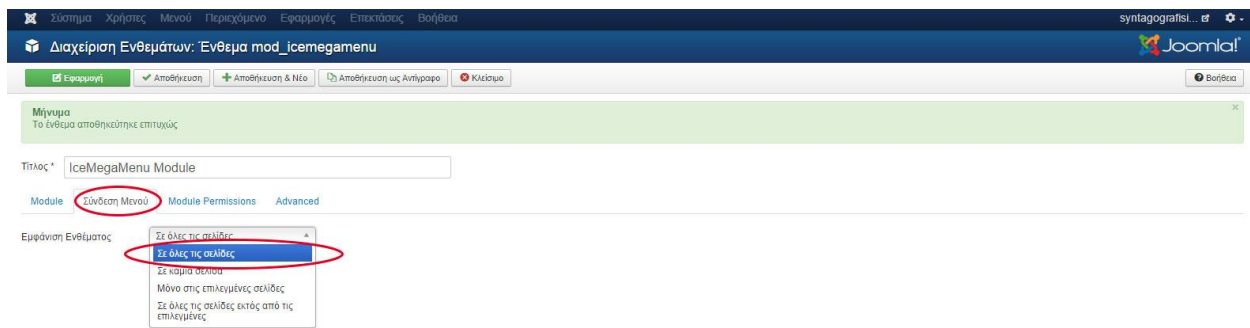 Σύστημα Χρήστες Μενού Περιεχόμενο Εφαρμογές Επεκτάσεις Βοήθεια syntagografisi...
Διαχείριση Ενθεμάτων: Ένθεμα mod_icemegamenu Joomla!
Εφαρμογή Αποθήκευση Αποθήκευση & Νέο Αποθήκευση ως Αντίγραφο Κλείσιμο Βοήθεια
Μήνυμα
Το ένθεμα αποθηκεύτηκε επιτυχώς
Τίτλος * IceMegaMenu Module
Module Σύνδεση Μενού Module Permissions Advanced
Εμφάνιση Ενθέματος Σε όλες τις σελίδες
Σε όλες τις σελίδες
Σε καμία σελίδα
Μόνο στις επιλεγμένες σελίδες
Σε όλες τις σελίδες εκτός από τις
επιλεγμένες